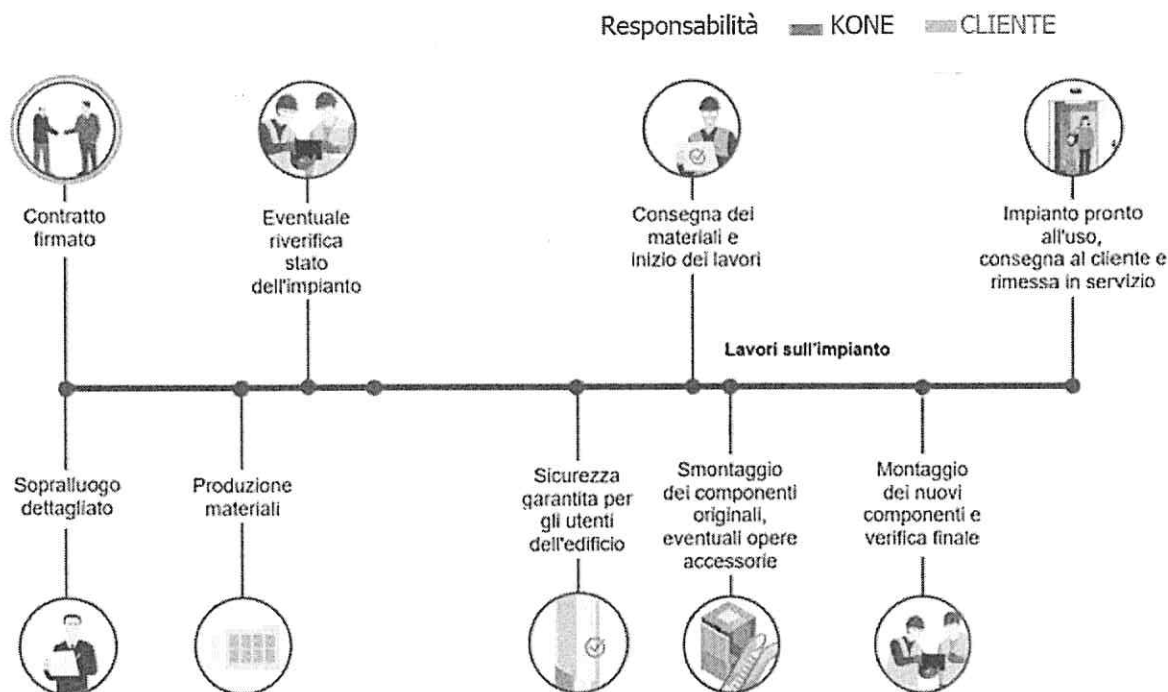 Responsabilità KONE CLIENTE
Contratto
firmato
Eventuale
riverifica
stato
dell'impianto
Consegna dei
materiali e
inizio dei lavori
Impianto pronto
all'uso,
consegna al cliente e
rimessa in servizio
Lavori sull'impianto
Sopralluogo
dettagliato
Produzione
materiali
Sicurezza
garantita per
gli utenti
dell'edificio
Smontaggio
dei componenti
originali,
eventuali opere
accessorie
Montaggio
dei nuovi
componenti e
verifica finale